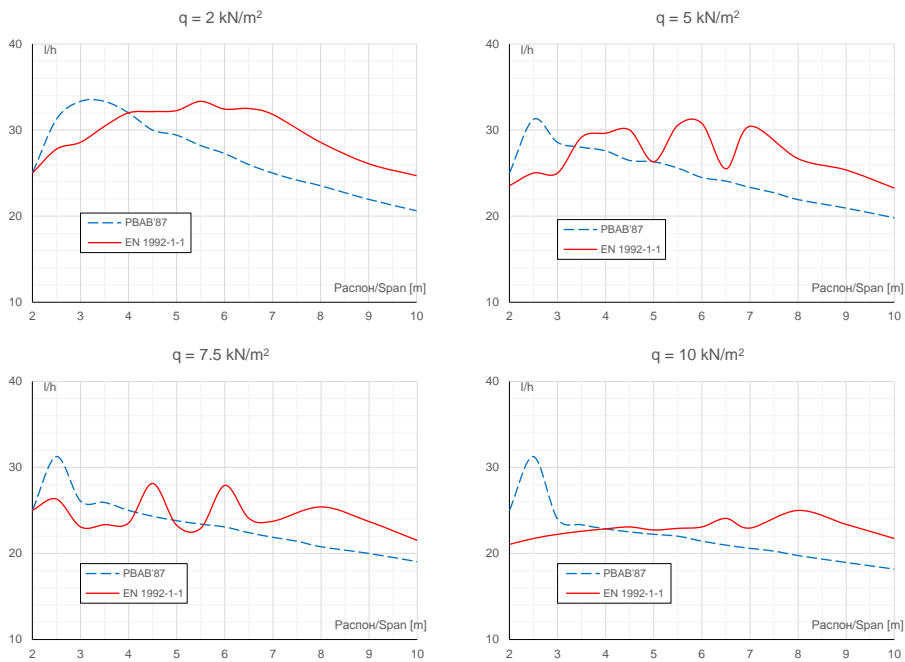 q = 2 kN/m²
40
l/h
30
20
PBAB'87
EN 1992-1-1
Распон/Span [m]
10
2 3 4 5 6 7 8 9 10
q = 5 kN/m²
40
l/h
30
20
PBAB'87
EN 1992-1-1
Распон/Span [m]
10
2 3 4 5 6 7 8 9 10
q = 7.5 kN/m²
40
l/h
30
20
PBAB'87
EN 1992-1-1
Распон/Span [m]
10
2 3 4 5 6 7 8 9 10
q = 10 kN/m²
40
l/h
30
20
PBAB'87
EN 1992-1-1
Распон/Span [m]
10
2 3 4 5 6 7 8 9 10